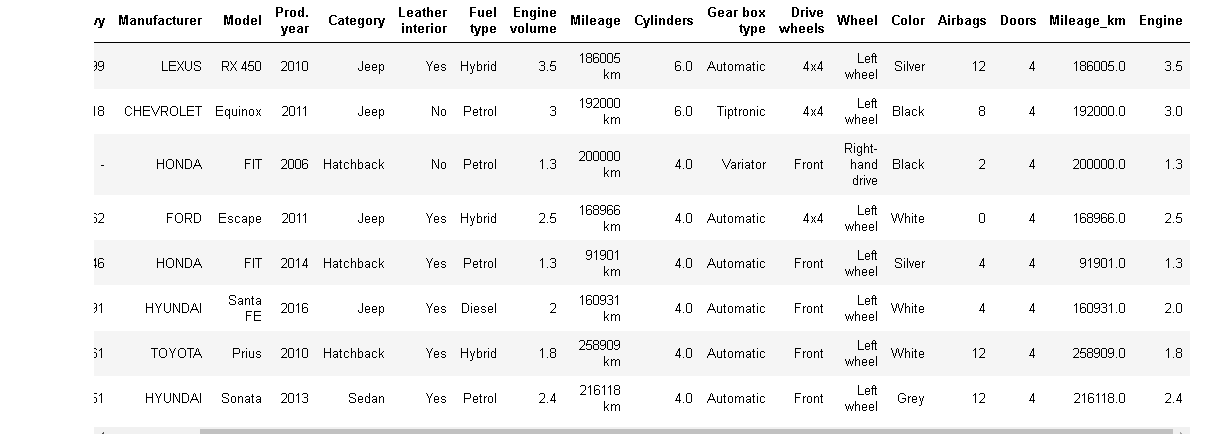 vy Manufacturer Model Prod. year Category Leather interior Fuel type Engine volume Mileage Cylinders Gear box type Drive wheels Wheel Color Airbags Doors Mileage_km Engine
99 LEXUS RX 450 2010 Jeep Yes Hybrid 3.5 186005 km 6.0 Automatic 4x4 Left wheel Silver 12 4 186005.0 3.5
18 CHEVROLET Equinox 2011 Jeep No Petrol 3 192000 km 6.0 Tiptronic 4x4 Left wheel Black 8 4 192000.0 3.0
- HONDA FIT 2006 Hatchback No Petrol 1.3 200000 km 4.0 Variator Front Right-hand drive Black 2 4 200000.0 1.3
62 FORD Escape 2011 Jeep Yes Hybrid 2.5 168966 km 4.0 Automatic 4x4 Left wheel White 0 4 168966.0 2.5
46 HONDA FIT 2014 Hatchback Yes Petrol 1.3 91901 km 4.0 Automatic Front Left wheel Silver 4 4 91901.0 1.3
91 HYUNDAI Santa FE 2016 Jeep Yes Diesel 2 160931 km 4.0 Automatic Front Left wheel White 4 4 160931.0 2.0
61 TOYOTA Prius 2010 Hatchback Yes Hybrid 1.8 258909 km 4.0 Automatic Front Left wheel White 12 4 258909.0 1.8
51 HYUNDAI Sonata 2013 Sedan Yes Petrol 2.4 216118 km 4.0 Automatic Front Left wheel Grey 12 4 216118.0 2.4